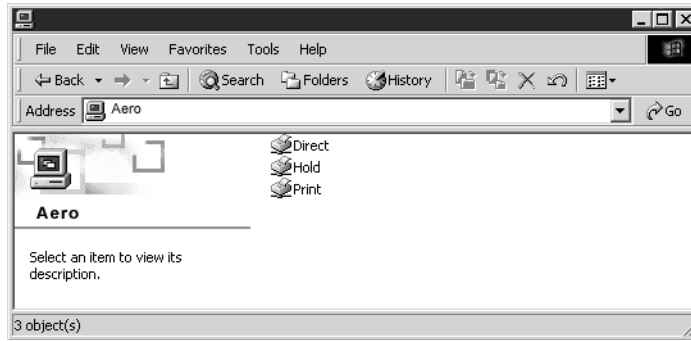 File Edit View Favorites Tools Help
Back Search Folders History
Address Aero Go
Direct
Hold
Print
Aero
Select an item to view its
description.
3 object(s)